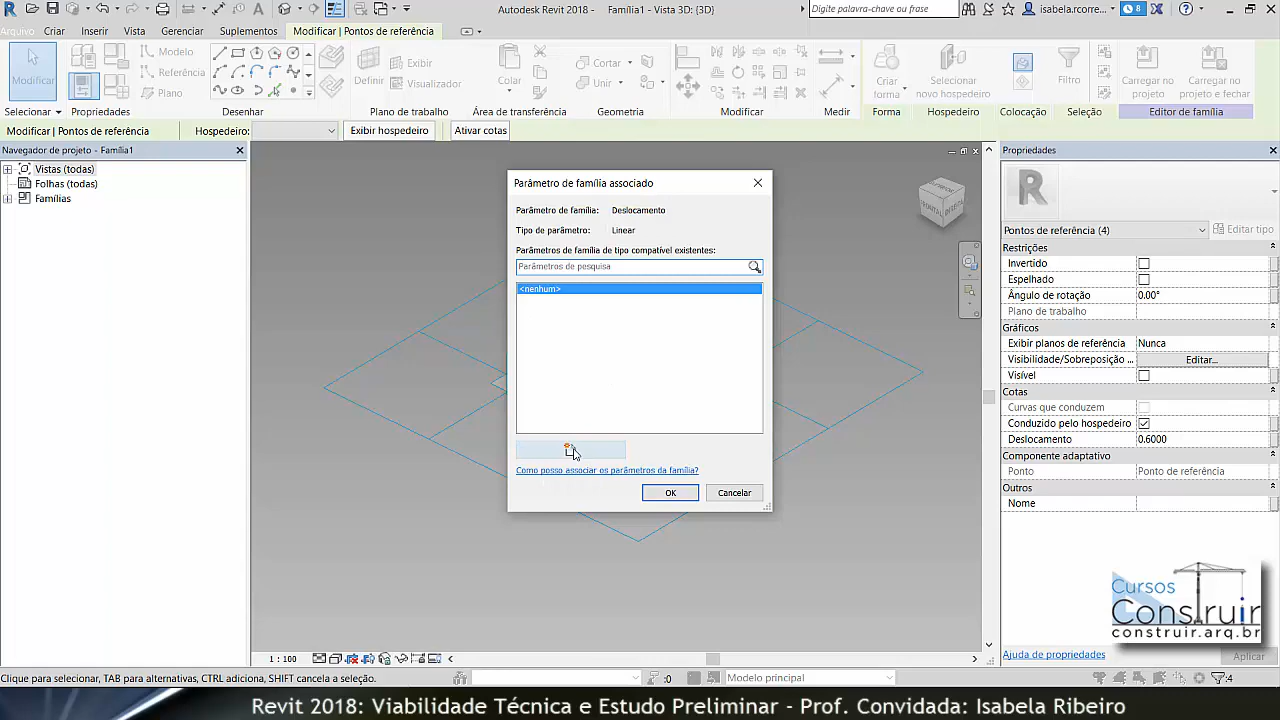 Autodesk Revit 2018 - Família1 - Vista 3D: {3D}
Digite palavra-chave ou frase
isabela.corre...
8
Arquivo Criar Inserir Vista Gerenciar Suplementos Modificar | Pontos de referência
Modificar
Modelo
Referência
Plano
Definir
Exibir
Visualizador
Colar
Cortar
Unir
Criar forma
Selecionar novo hospedeiro
Filtro
Carregar no projeto
Carregar no projeto e fechar
Selecionar
Propriedades
Desenhar
Plano de trabalho
Área de transferência
Geometria
Modificar
Medir
Forma
Hospedeiro
Colocação
Seleção
Editor de família
Modificar | Pontos de referência
Hospedeiro:
Exibir hospedeiro
Ativar cotas
Navegador de projeto - Família1
Vistas (todas)
Folhas (todas)
Famílias
Parâmetro de família associado
Parâmetro de família: Deslocamento
Tipo de parâmetro: Linear
Parâmetros de família de tipo compatível existentes:
Parâmetros de pesquisa
<nenhum>
Como posso associar os parâmetros da família?
OK
Cancelar
FRONTAL
Propriedades
R
Pontos de referência (4)
Editar tipo
Restrições
Invertido
Espelhado
Ângulo de rotação 0.00°
Plano de trabalho
Gráficos
Exibir planos de referência Nunca
Visibilidade/Sobreposição ... Editar...
Visível
Cotas
Curvas que conduzem
Conduzido pelo hospedeiro
Deslocamento 0.6000
Componente adaptativo
Ponto Ponto de referência
Outros
Nome
Cursos
Construir
construir.arq.br
Ajuda de propriedades
Aplicar
1 : 100
Clique para selecionar, TAB para alternativas, CTRL adiciona, SHIFT cancela a seleção.
:0
Modelo principal
:4
Revit 2018: Viabilidade Técnica e Estudo Preliminar - Prof. Convidada: Isabela Ribeiro